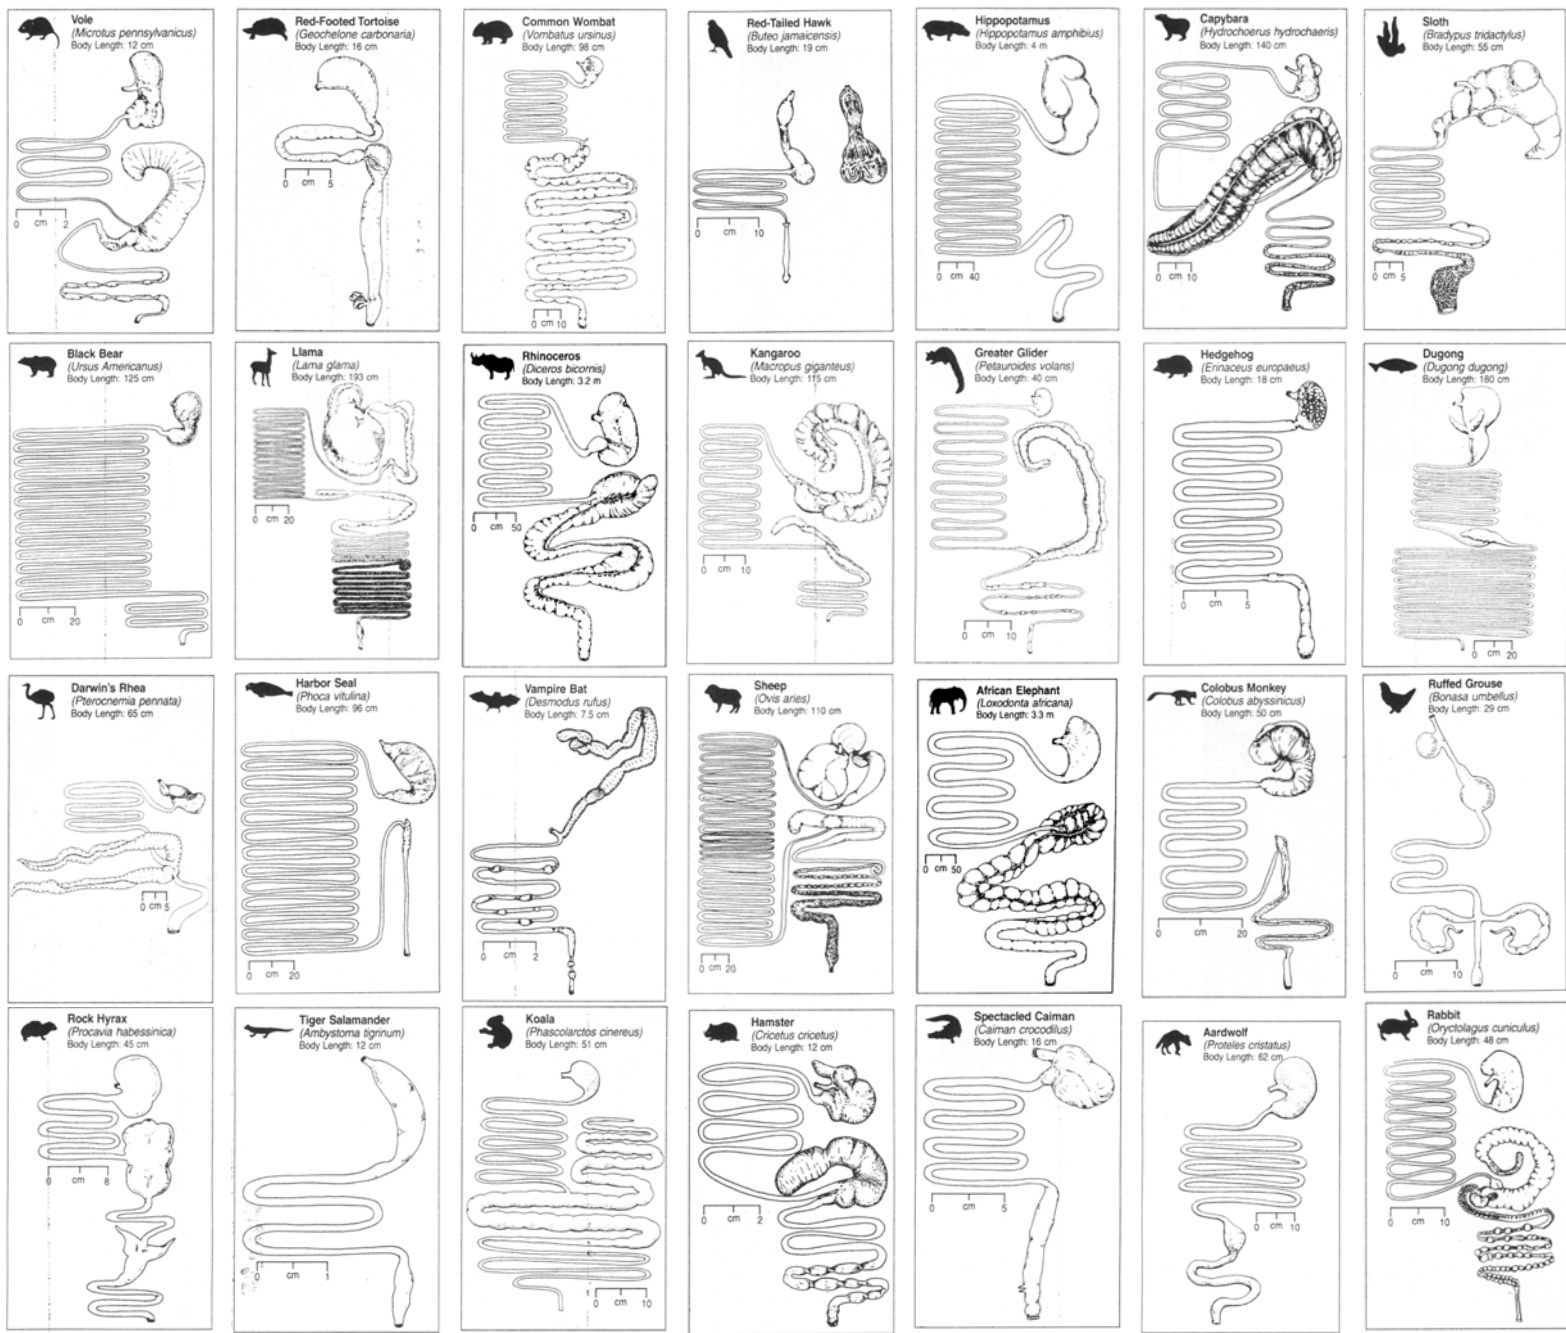 Vole
(Microtus pennsylvanicus)
Body Length: 12 cm
0 cm 2
Red-Footed Tortoise
(Geochelone carbonaria)
Body Length: 16 cm
0 cm 5
Common Wombat
(Vombatus ursinus)
Body Length: 98 cm
0 cm 10
Red-Tailed Hawk
(Buteo jamaicensis)
Body Length: 19 cm
0 cm 10
Hippopotamus
(Hippopotamus amphibius)
Body Length: 4 m
0 cm 40
Capybara
(Hydrochoerus hydrochaeris)
Body Length: 140 cm
0 cm 10
Sloth
(Bradypus tridactylus)
Body Length: 55 cm
0 cm 5
Black Bear
(Ursus Americanus)
Body Length: 125 cm
0 cm 20
Llama
(Lama glama)
Body Length: 193 cm
0 cm 20
Rhinoceros
(Diceros bicornis)
Body Length: 3.2 m
0 cm 50
Kangaroo
(Macropus giganteus)
Body Length: 115 cm
0 cm 10
Greater Glider
(Petauroides volans)
Body Length: 40 cm
0 cm 10
Hedgehog
(Erinaceus europaeus)
Body Length: 18 cm
0 cm 5
Dugong
(Dugong dugong)
Body Length: 180 cm
0 cm 20
Darwin's Rhea
(Pterocnemia pennata)
Body Length: 65 cm
0 cm 5
Harbor Seal
(Phoca vitulina)
Body Length: 96 cm
0 cm 20
Vampire Bat
(Desmodus rufus)
Body Length: 7.5 cm
0 cm 2
Sheep
(Ovis aries)
Body Length: 110 cm
0 cm 20
African Elephant
(Loxodonta africana)
Body Length: 3.3 m
0 cm 50
Colobus Monkey
(Colobus abyssinicus)
Body Length: 50 cm
0 cm 20
Ruffed Grouse
(Bonasa umbellus)
Body Length: 29 cm
0 cm 10
Rock Hyrax
(Procavia habessinica)
Body Length: 45 cm
0 cm 8
Tiger Salamander
(Ambystoma tigrinum)
Body Length: 12 cm
0 cm 1
Koala
(Phascolarctos cinereus)
Body Length: 51 cm
0 cm 10
Hamster
(Cricetus cricetus)
Body Length: 12 cm
0 cm 2
Spectacled Caiman
(Caiman crocodilus)
Body Length: 16 cm
0 cm 5
Aardwolf
(Proteles cristatus)
Body Length: 62 cm
0 cm 10
Rabbit
(Oryctolagus cuniculus)
Body Length: 48 cm
0 cm 10